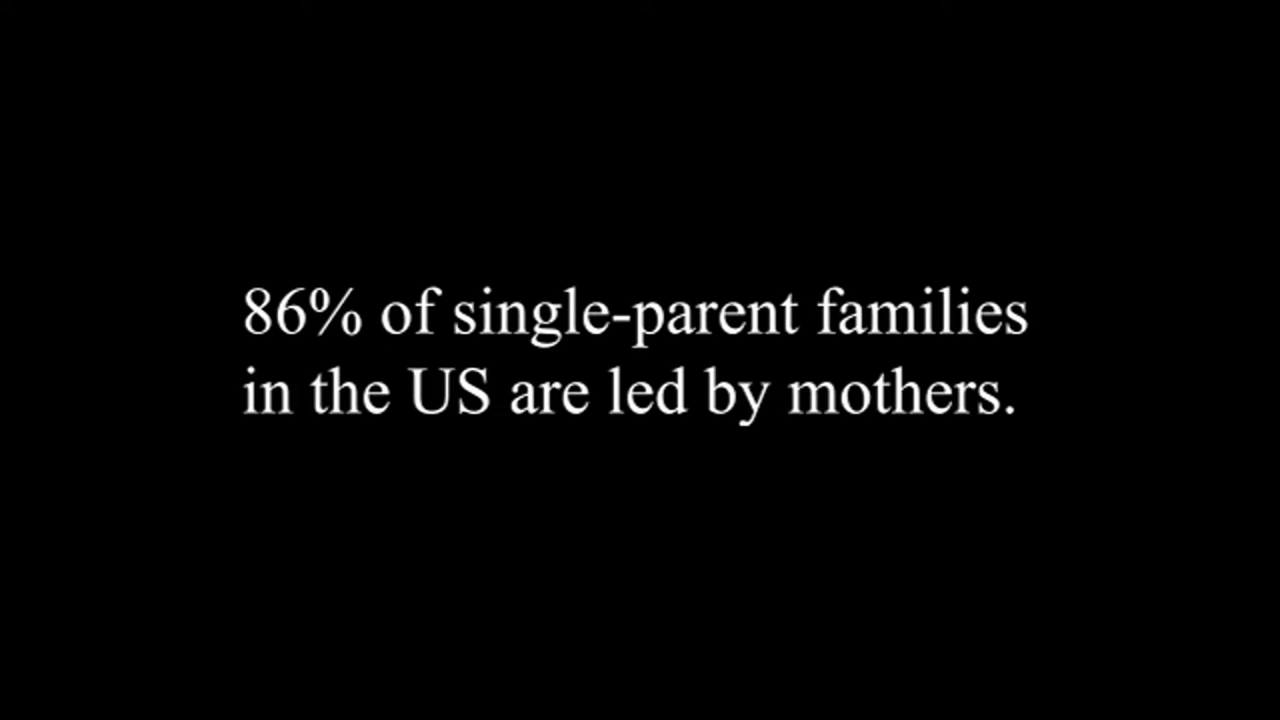 86% of single-parent families
in the US are led by mothers.